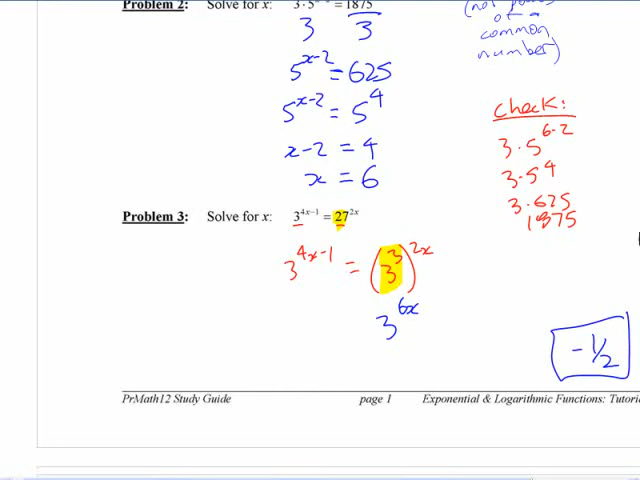 Problem 2: Solve for x: 3 · 5 = 1875
3 3
(not powers
of a
common
number)
5^{x-2} = 625
5^{x-2} = 5^4
x-2 = 4
x = 6
check:
3 · 5^{6-2}
3 · 5^4
3 · 625
1875
Problem 3: Solve for x: 3^{4x-1} = 27^{2x}
3^{4x-1} = (3^3)^{2x}
3^{6x}
-1/2
PrMath12 Study Guide page 1 Exponential & Logarithmic Functions: Tutori